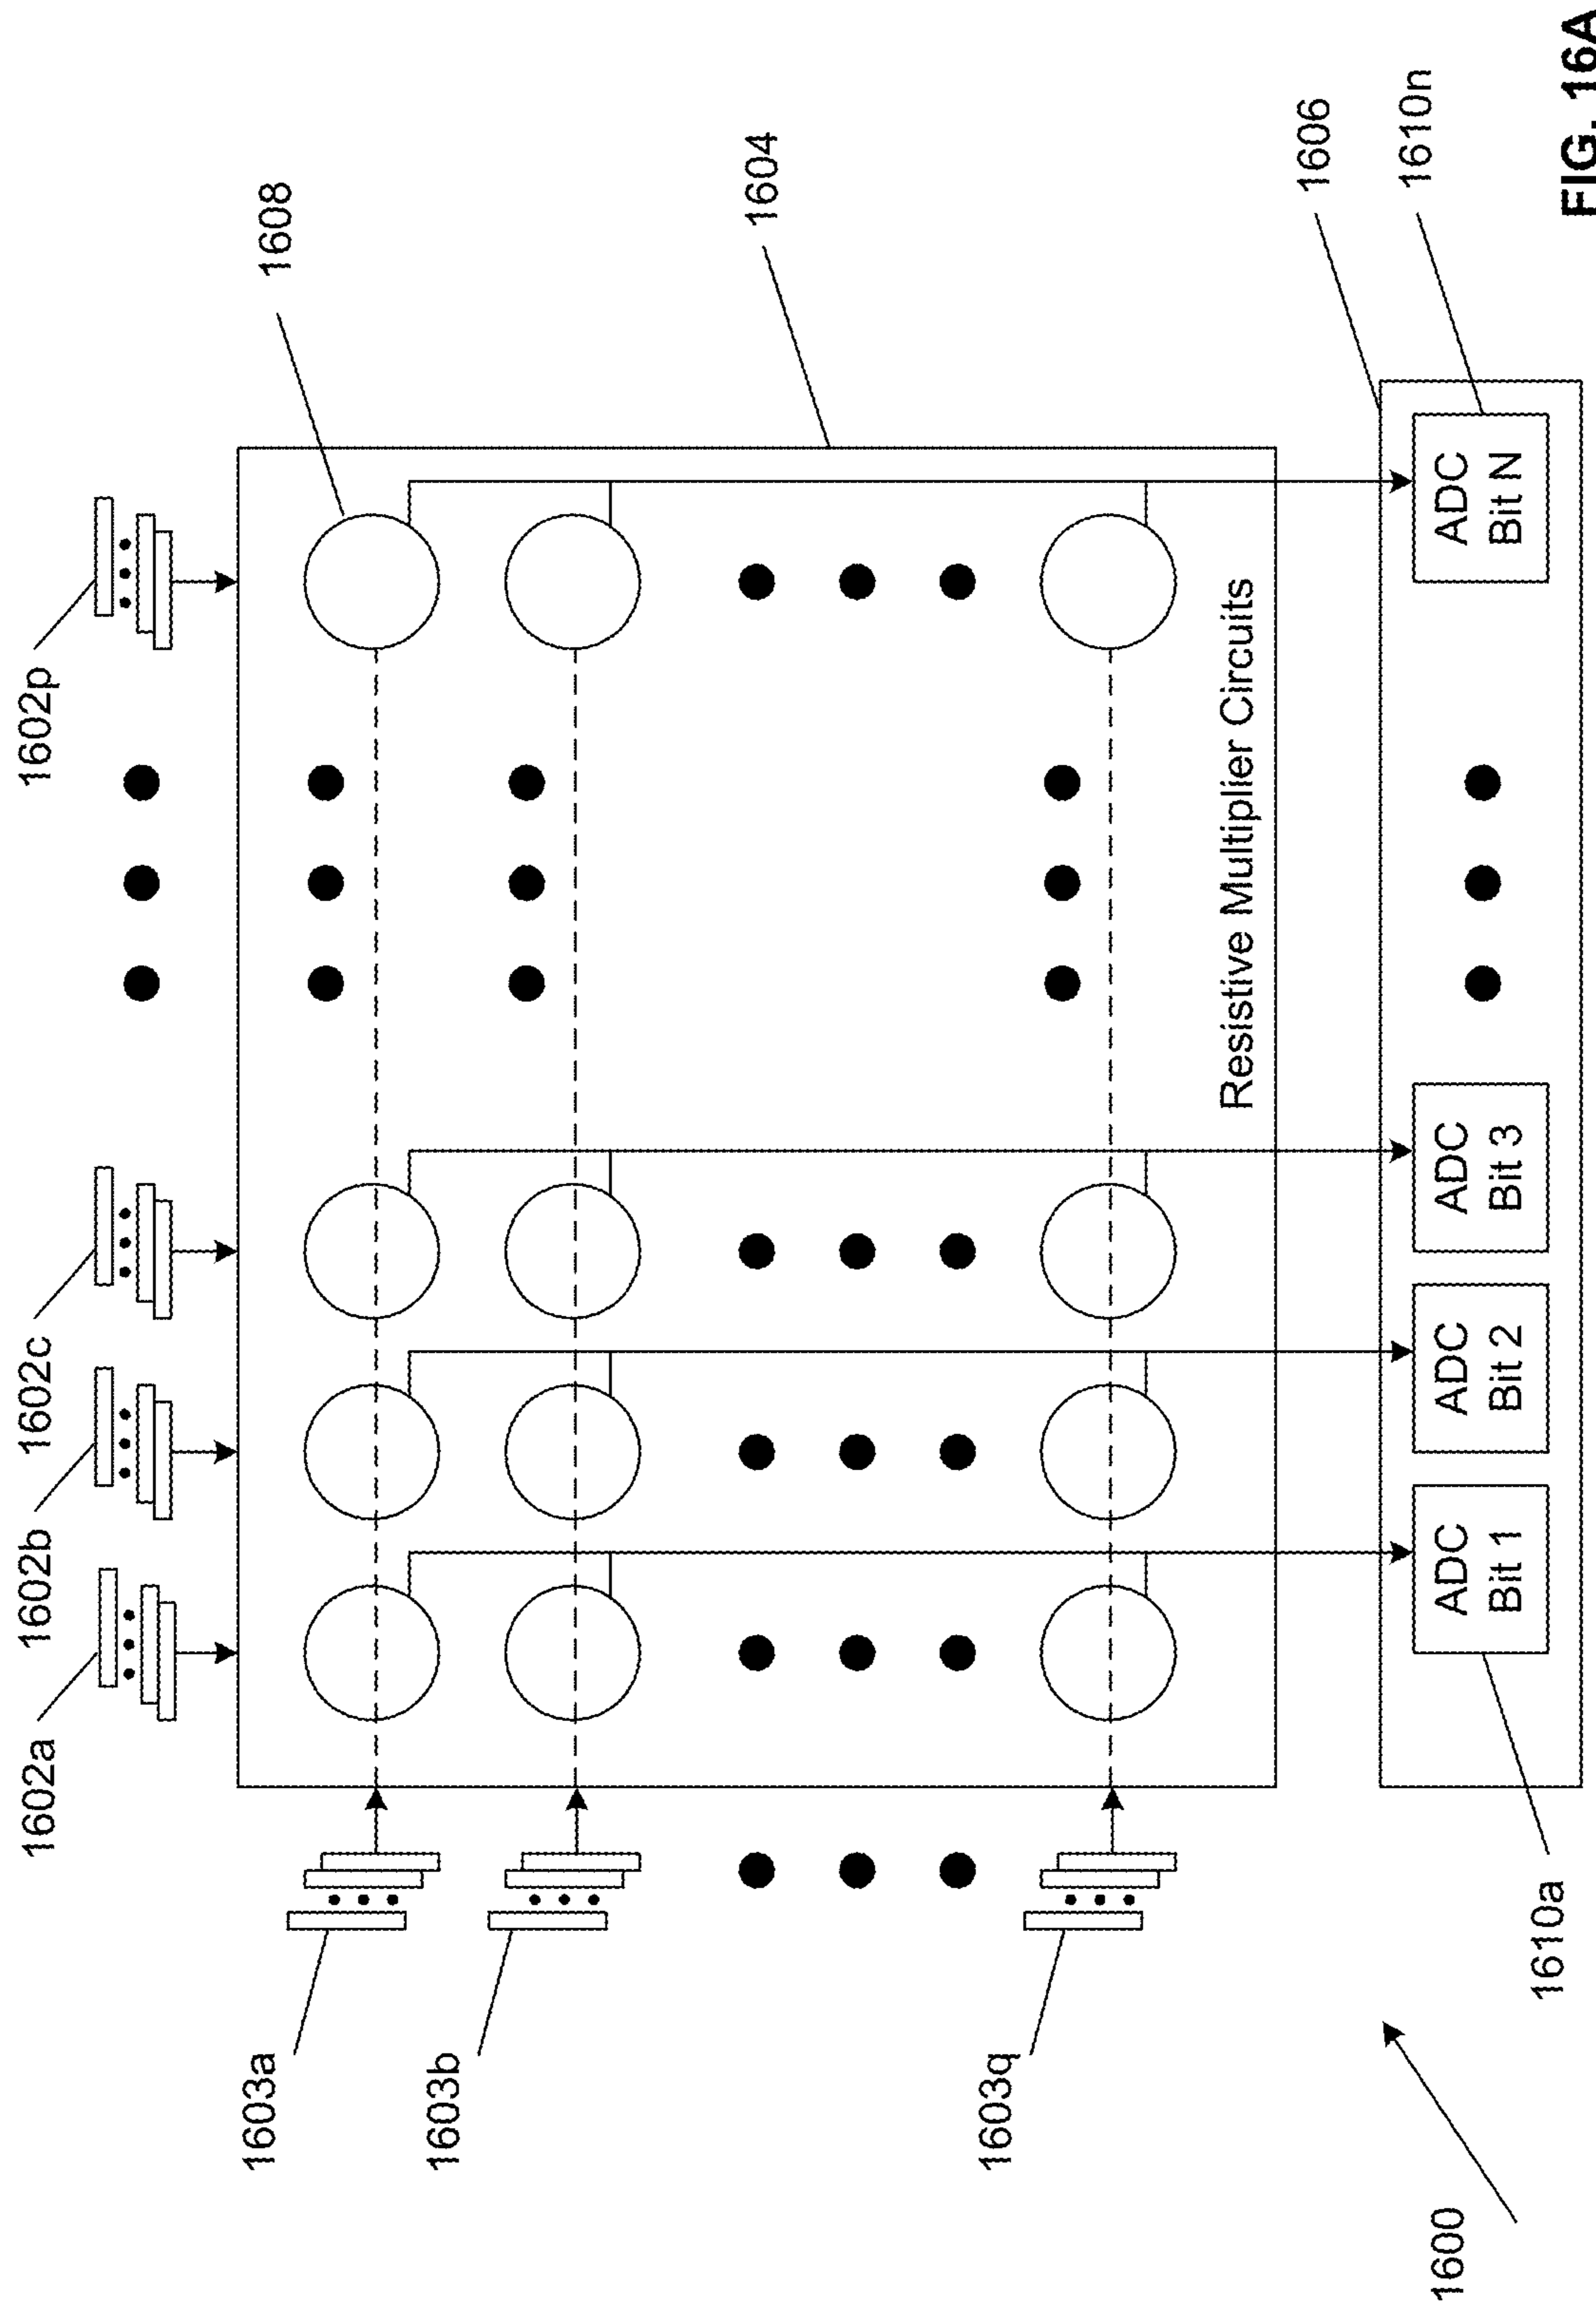 1602a
1602b
1602c
1602p
1608
1604
1603a
1603b
1603q
Resistive Multiplier Circuits
1606
1610n
ADC
Bit 1
ADC
Bit 2
ADC
Bit 3
ADC
Bit N
1610a
1600
FIG. 16A